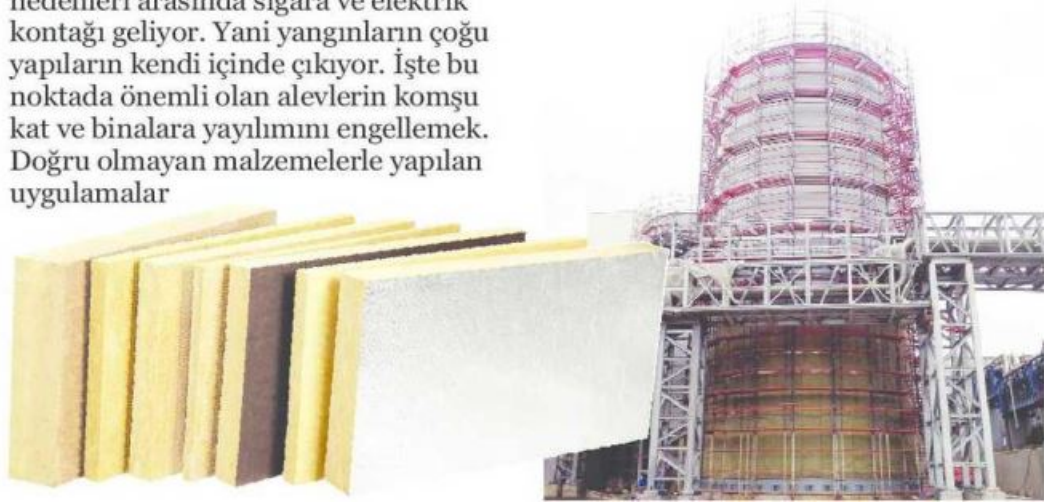 nedenleri arasında sigara ve elektrik
kontağı geliyor. Yani yangınların çoğu
yapıların kendi içinde çıkıyor. İşte bu
noktada önemli olan alevlerin komşu
kat ve binalara yayılımını engellemek.
Doğru olmayan malzemelerle yapılan
uygulamalar